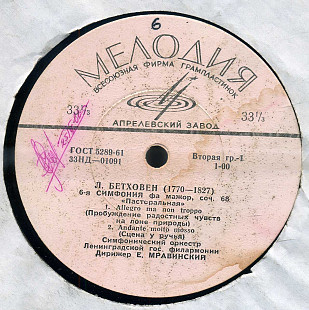 6
МЕЛОДИЯ
ВСЕСОЮЗНАЯ ФИРМА ГРАМПЛАСТИНОК
АПРЕЛЕВСКИЙ ЗАВОД
33⅓ 33⅓
ГОСТ 5289-61
33НД—01091
Вторая гр.-1
1-00
Л. БЕТХОВЕН (1770—1827)
6-я СИМФОНИЯ фа мажор, соч. 68
«Пасторальная»
1. Allegro ma non troppo
(Пробуждение радостных чувств
на лоне природы)
2. Andante molto mosso
(Сцена у ручья)
Симфонический оркестр
Ленинградской гос. филармонии
Дирижер Е. МРАВИНСКИЙ